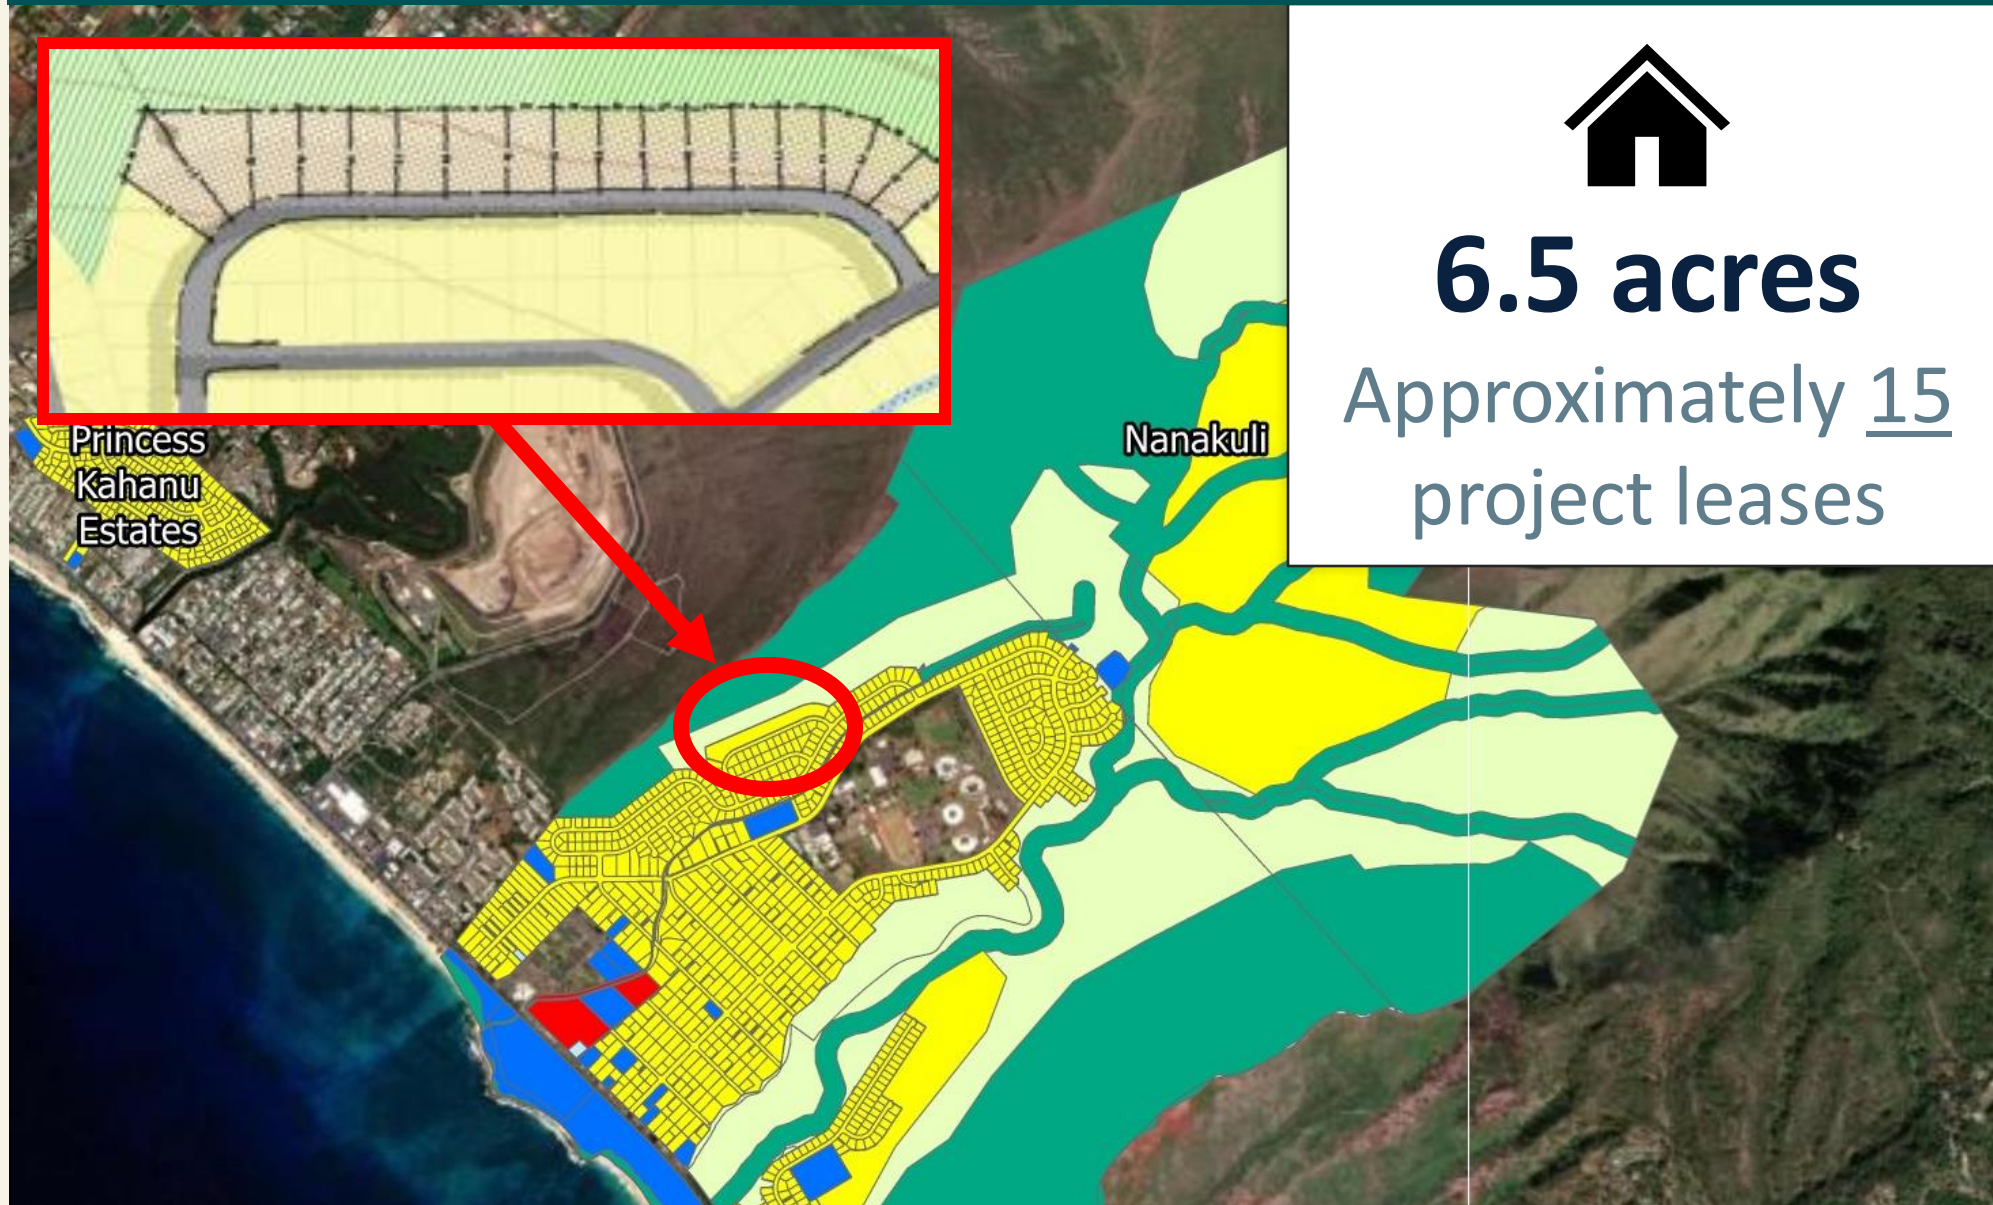 6.5 acres
Approximately 15
project leases
Nanakuli
Princess
Kahanu
Estates